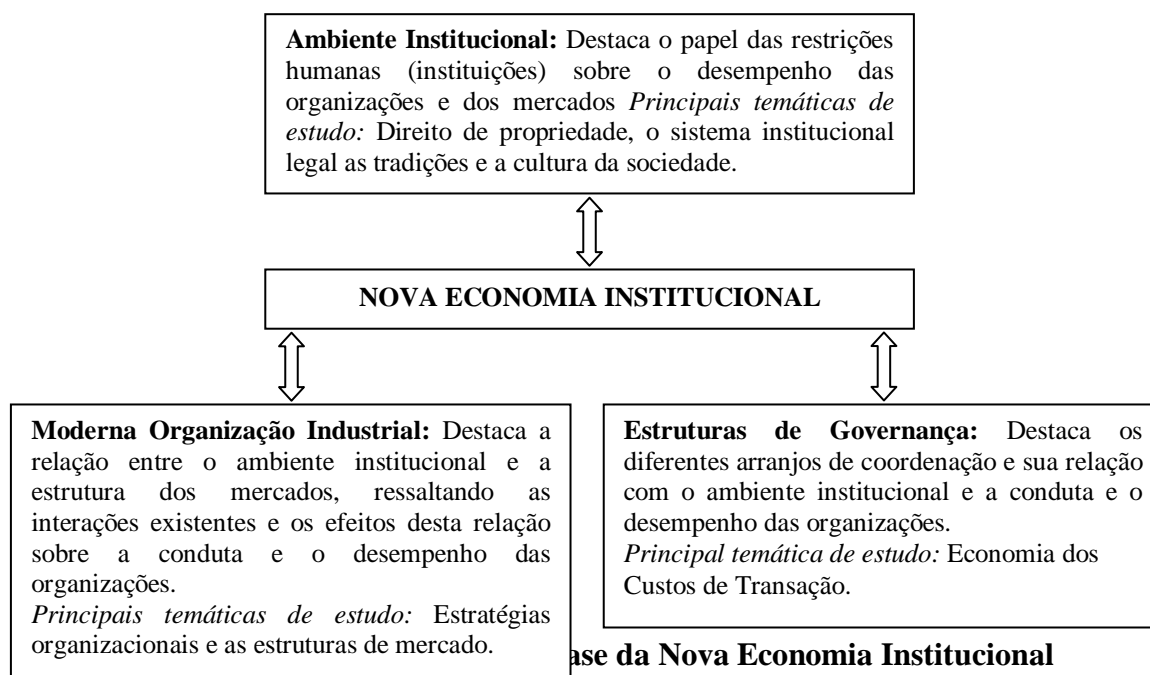 Ambiente Institucional: Destaca o papel das restrições
humanas (instituições) sobre o desempenho das
organizações e dos mercados Principais temáticas de
estudo: Direito de propriedade, o sistema institucional
legal as tradições e a cultura da sociedade.
NOVA ECONOMIA INSTITUCIONAL
Moderna Organização Industrial: Destaca a
relação entre o ambiente institucional e a
estrutura dos mercados, ressaltando as
interações existentes e os efeitos desta relação
sobre a conduta e o desempenho das
organizações.
Principais temáticas de estudo: Estratégias
organizacionais e as estruturas de mercado.
Estruturas de Governança: Destaca os
diferentes arranjos de coordenação e sua relação
com o ambiente institucional e a conduta e o
desempenho das organizações.
Principal temática de estudo: Economia dos
Custos de Transação.
da Nova Economia Institucional